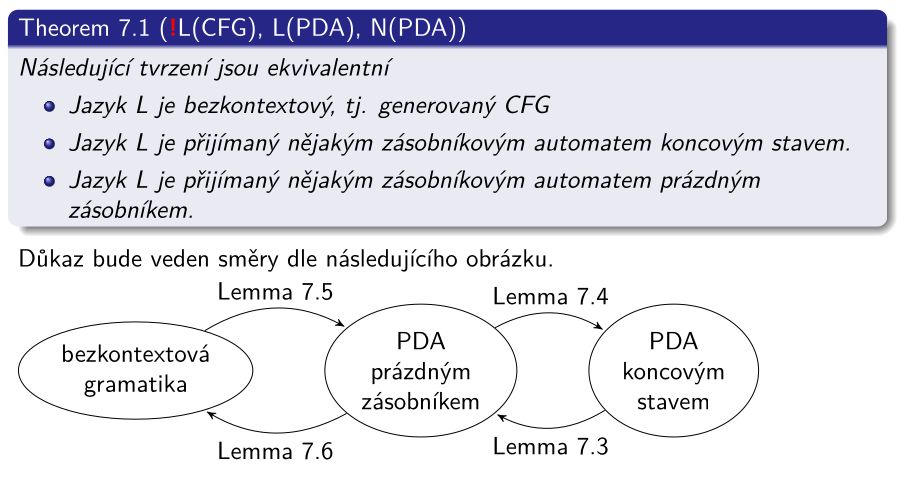 Theorem 7.1 (!L(CFG), L(PDA), N(PDA))
Následující tvrzení jsou ekvivalentní
Jazyk L je bezkontextový, tj. generovaný CFG
Jazyk L je přijímaný nějakým zásobníkovým automatem koncovým stavem.
Jazyk L je přijímaný nějakým zásobníkovým automatem prázdným
zásobníkem.
Důkaz bude veden směry dle následujícího obrázku.
Lemma 7.5
Lemma 7.4
bezkontextová
gramatika
PDA
prázdným
zásobníkem
PDA
koncovým
stavem
Lemma 7.6
Lemma 7.3